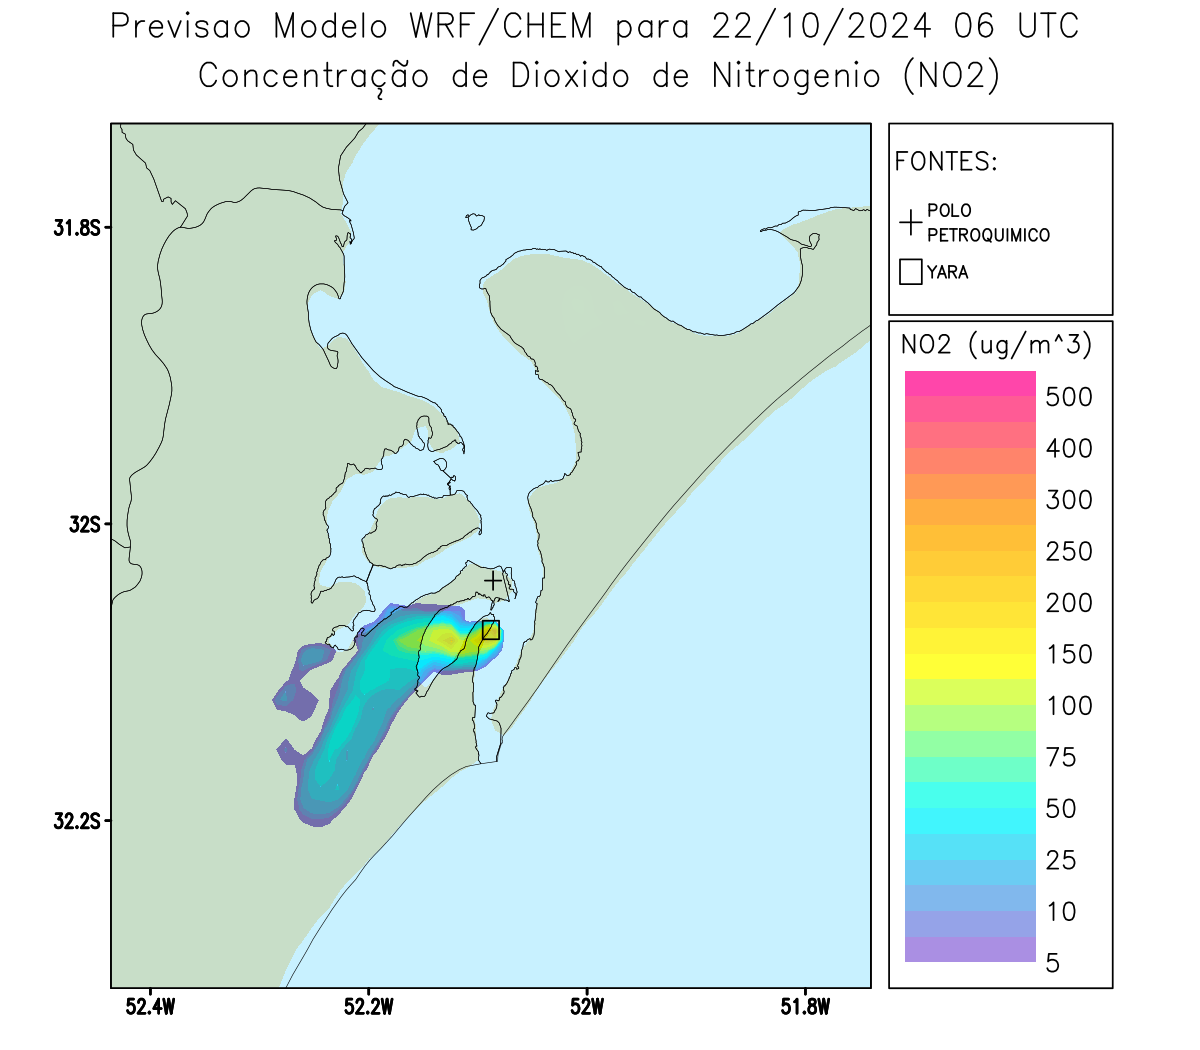 Previsao Modelo WRF/CHEM para 22/10/2024 06 UTC
Concentração de Dioxido de Nitrogenio (NO2)
FONTES:
POLO
PETROQUIMICO
YARA
NO2 (ug/m^3)
500
400
300
250
200
150
100
75
50
25
10
5
31.8S
32S
32.2S
52.4W
52.2W
52W
51.8W